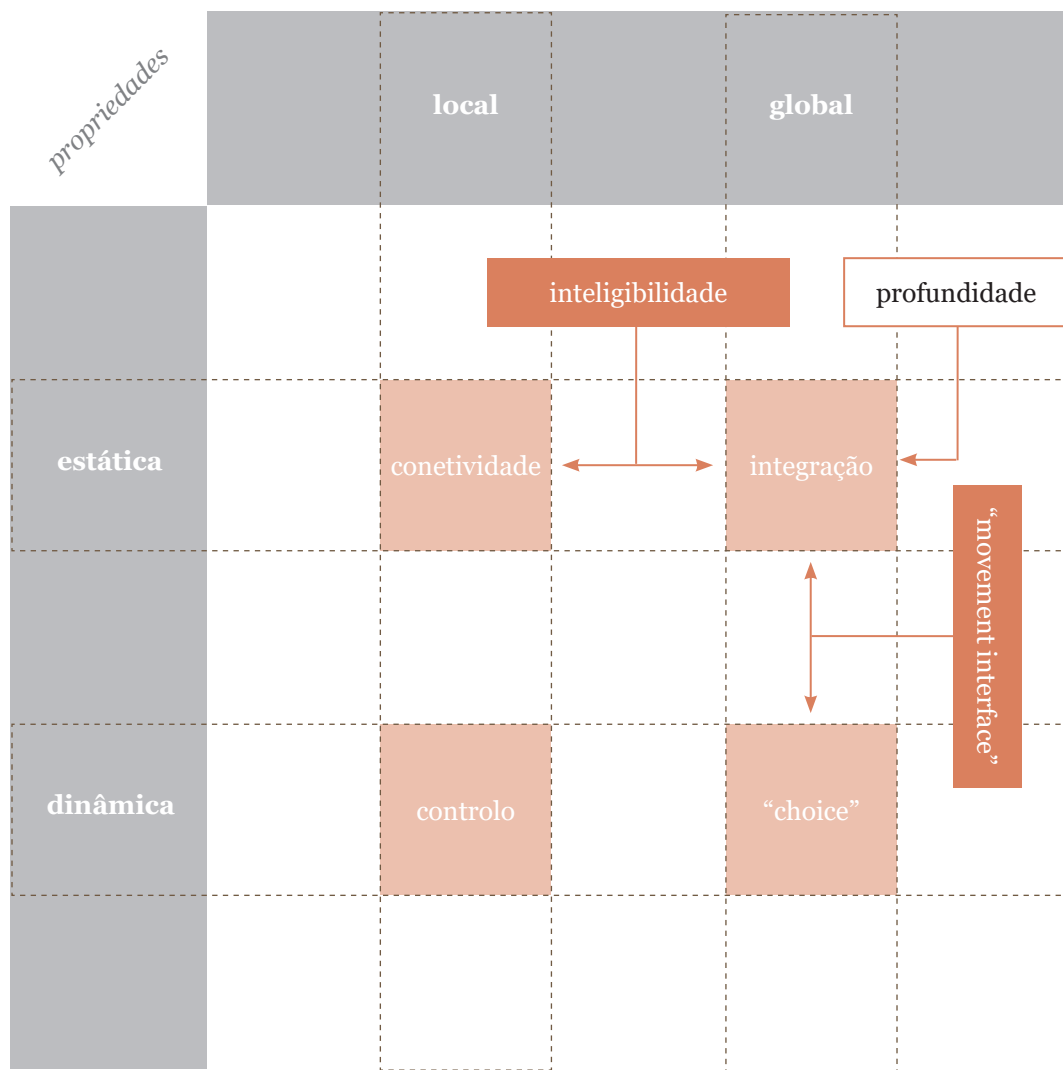 propriedades
local
global
inteligibilidade
profundidade
estática
conetividade
integração
“movement interface”
dinâmica
controlo
“choice”